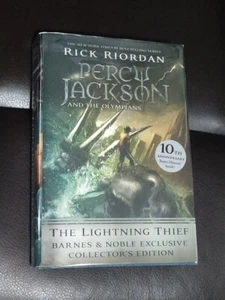 RICK RIORDAN
PERCY
JACKSON
AND THE OLYMPIANS
10TH
ANNIVERSARY
THE LIGHTNING THIEF
BARNES & NOBLE EXCLUSIVE
COLLECTOR'S EDITION